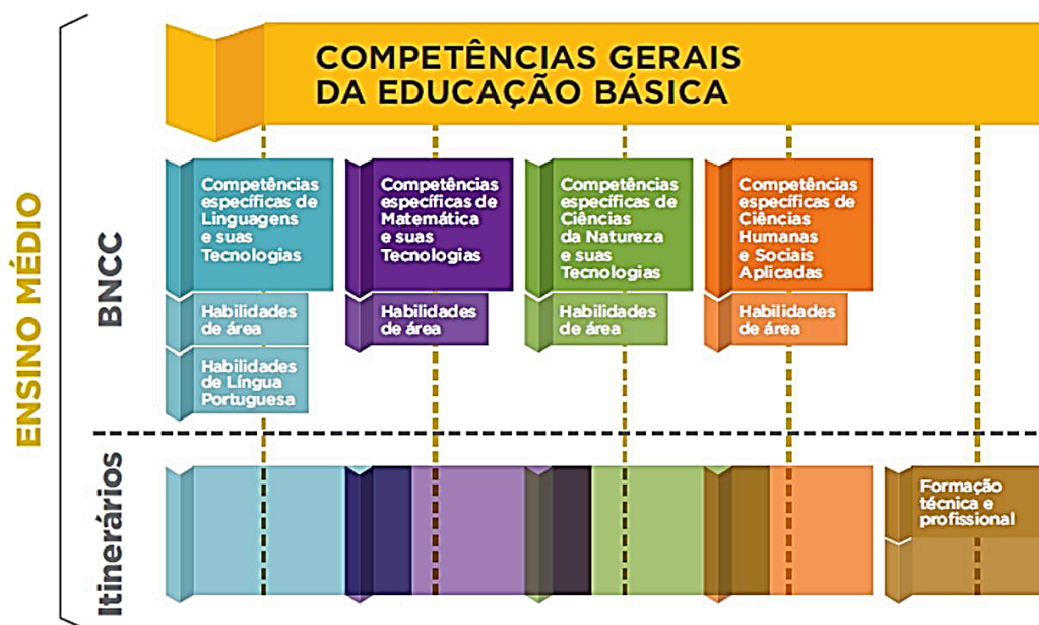 ENSINO MÉDIO
BNCC
COMPETÊNCIAS GERAIS
DA EDUCAÇÃO BÁSICA
Competências
específicas de
Linguagens
e suas
Tecnologias
Habilidades
de área
Habilidades
de Língua
Portuguesa
Competências
específicas de
Matemática
e suas
Tecnologias
Habilidades
de área
Competências
específicas de
Ciências
da Natureza
e suas
Tecnologias
Habilidades
de área
Competências
específicas de
Ciências
Humanas
e Sociais
Aplicadas
Habilidades
de área
Itinerários
Formação
técnica e
profissional